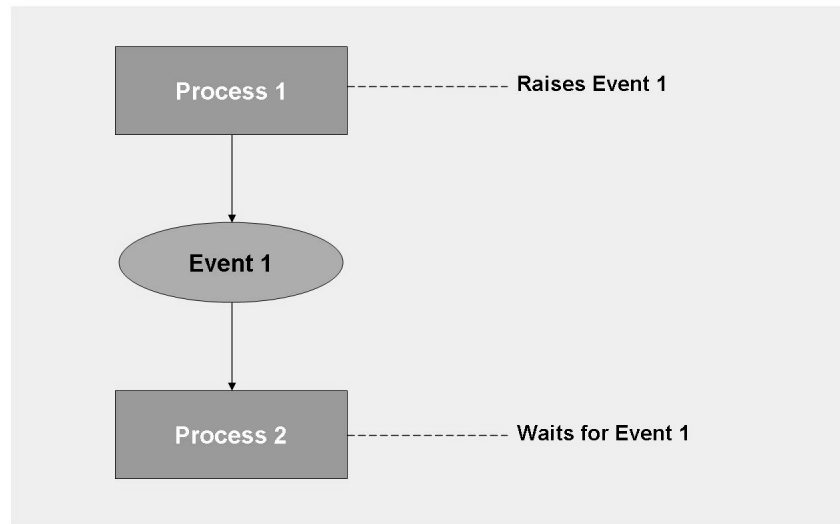 Process 1
Raises Event 1
Event 1
Process 2
Waits for Event 1